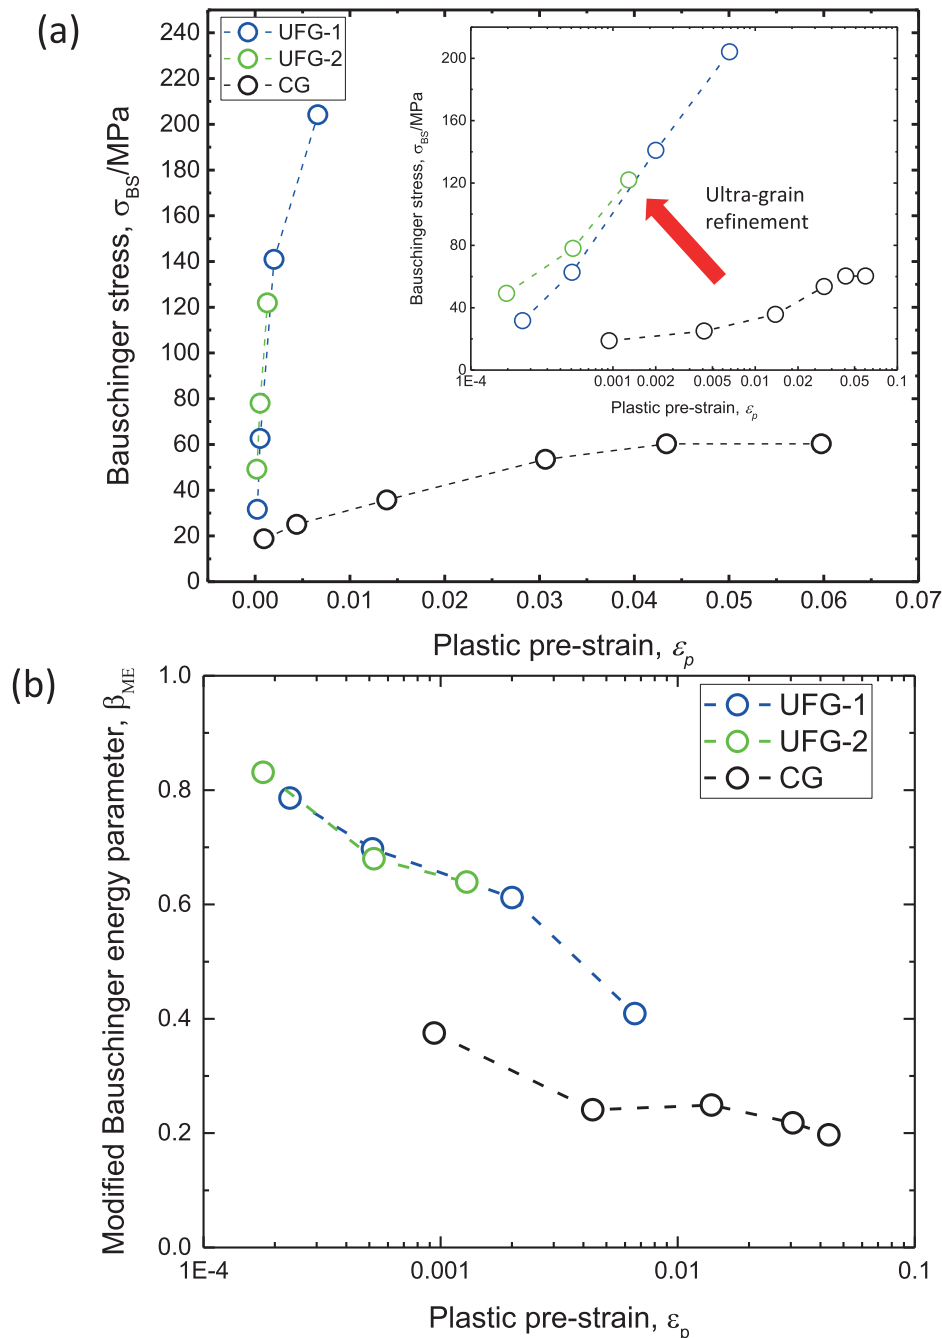 (a)
UFG-1
UFG-2
CG
240
220
200
180
160
140
120
100
80
60
40
20
0
Bauschinger stress, σBS/MPa
0.00
0.01
0.02
0.03
0.04
0.05
0.06
0.07
Plastic pre-strain, εp
200
160
120
80
40
0
Bauschinger stress, σBS/MPa
Ultra-grain
refinement
1E-4
0.001
0.002
0.005
0.01
0.02
0.05
0.1
Plastic pre-strain, εp
(b)
UFG-1
UFG-2
CG
1.0
0.8
0.6
0.4
0.2
0.0
Modified Bauschinger energy parameter, βME
1E-4
0.001
0.01
0.1
Plastic pre-strain, εp